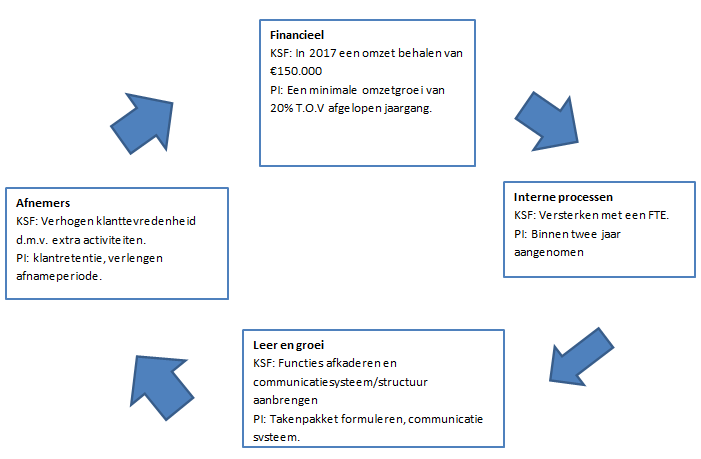 Financieel
KSF: In 2017 een omzet behalen van
€150.000
PI: Een minimale omzetgroei van
20% T.O.V afgelopen jaargang.
Afnemers
KSF: Verhogen klanttevredenheid
d.m.v. extra activiteiten.
PI: klantretentie, verlengen
afnameperiode.
Interne processen
KSF: Versterken met een FTE.
PI: Binnen twee jaar
aangenomen
Leer en groei
KSF: Functies afkaderen en
communicatiesysteem/structuur
aanbrengen
PI: Takenpakket formuleren, communicatie
systeem.